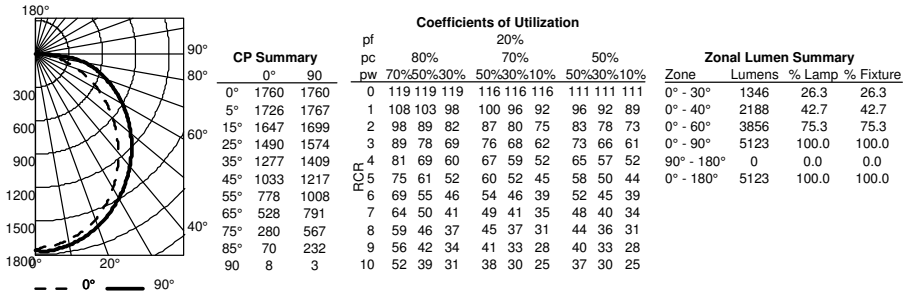 180°
90°
80°
60°
40°
300
600
900
1200
1500
1800
0°
20°
0° 90°
CP Summary
0° 90
0° 1760 1760
5° 1726 1767
15° 1647 1699
25° 1490 1574
35° 1277 1409
45° 1033 1217
55° 778 1008
65° 528 791
75° 280 567
85° 70 232
90 8 3
Coefficients of Utilization
pf 20%
pc 80% 70% 50%
pw 70%50%30% 50%30%10% 50%30%10%
RCR
0 119 119 119 116 116 116 111 111 111
1 108 103 98 100 96 92 96 92 89
2 98 89 82 87 80 75 83 78 73
3 89 78 69 76 68 62 73 66 61
4 81 69 60 67 59 52 65 57 52
5 75 61 52 60 52 45 58 50 44
6 69 55 46 54 46 39 52 45 39
7 64 50 41 49 41 35 48 40 34
8 59 46 37 45 37 31 44 36 31
9 56 42 34 41 33 28 40 33 28
10 52 39 31 38 30 25 37 30 25
Zonal Lumen Summary
Zone Lumens % Lamp % Fixture
0° - 30° 1346 26.3 26.3
0° - 40° 2188 42.7 42.7
0° - 60° 3856 75.3 75.3
0° - 90° 5123 100.0 100.0
90° - 180° 0 0.0 0.0
0° - 180° 5123 100.0 100.0